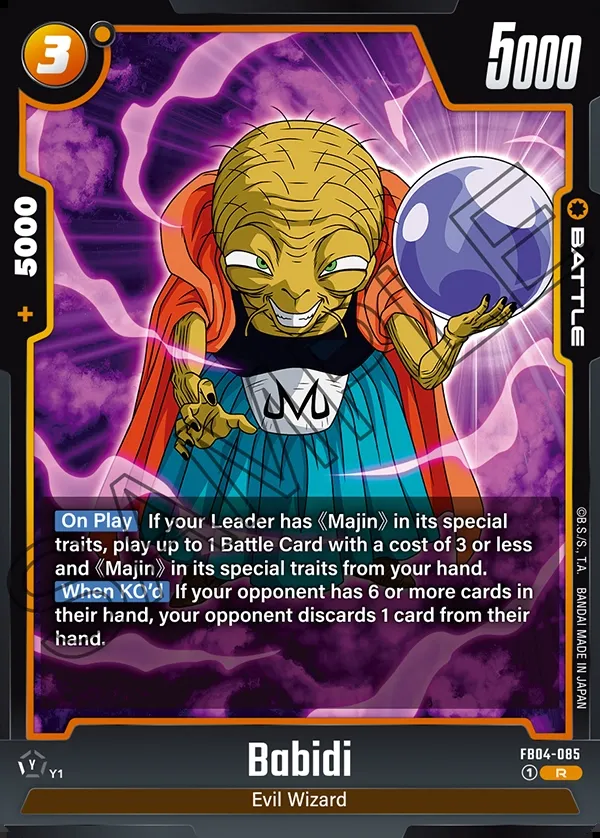 3
5000
+ 5000
BATTLE
SAMPLE
M
On Play If your Leader has 《Majin》 in its special
traits, play up to 1 Battle Card with a cost of 3 or less
and 《Majin》 in its special traits from your hand.
When KO'd If your opponent has 6 or more cards in
their hand, your opponent discards 1 card from their
hand.
©B.S./S., T.A. BANDAI MADE IN JAPAN
Y Y1
Babidi
FB04-085
1 R
Evil Wizard